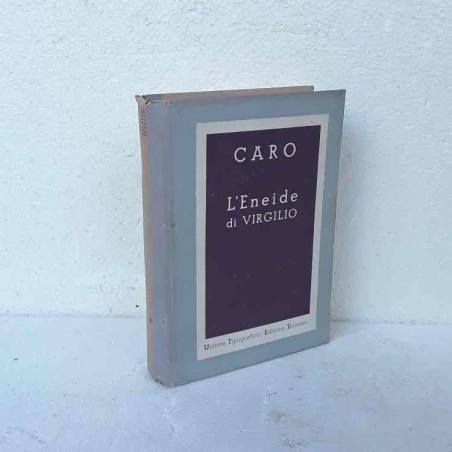 CARO
L'Eneide
di VIRGILIO
Unione Tipografico-Editrice Torinese